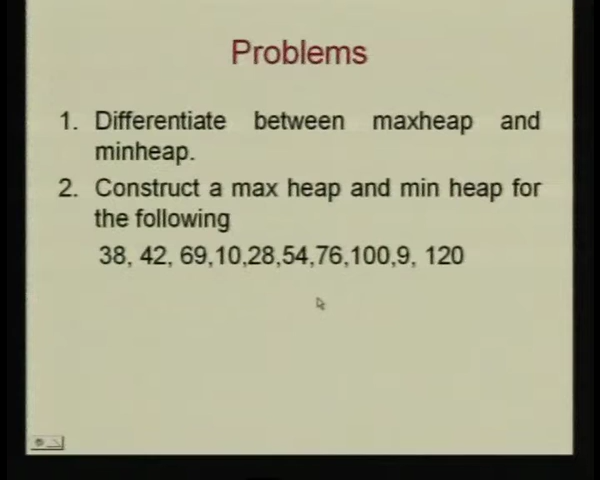 Problems
1. Differentiate between maxheap and
minheap.
2. Construct a max heap and min heap for
the following
38, 42, 69,10,28,54,76,100,9, 120